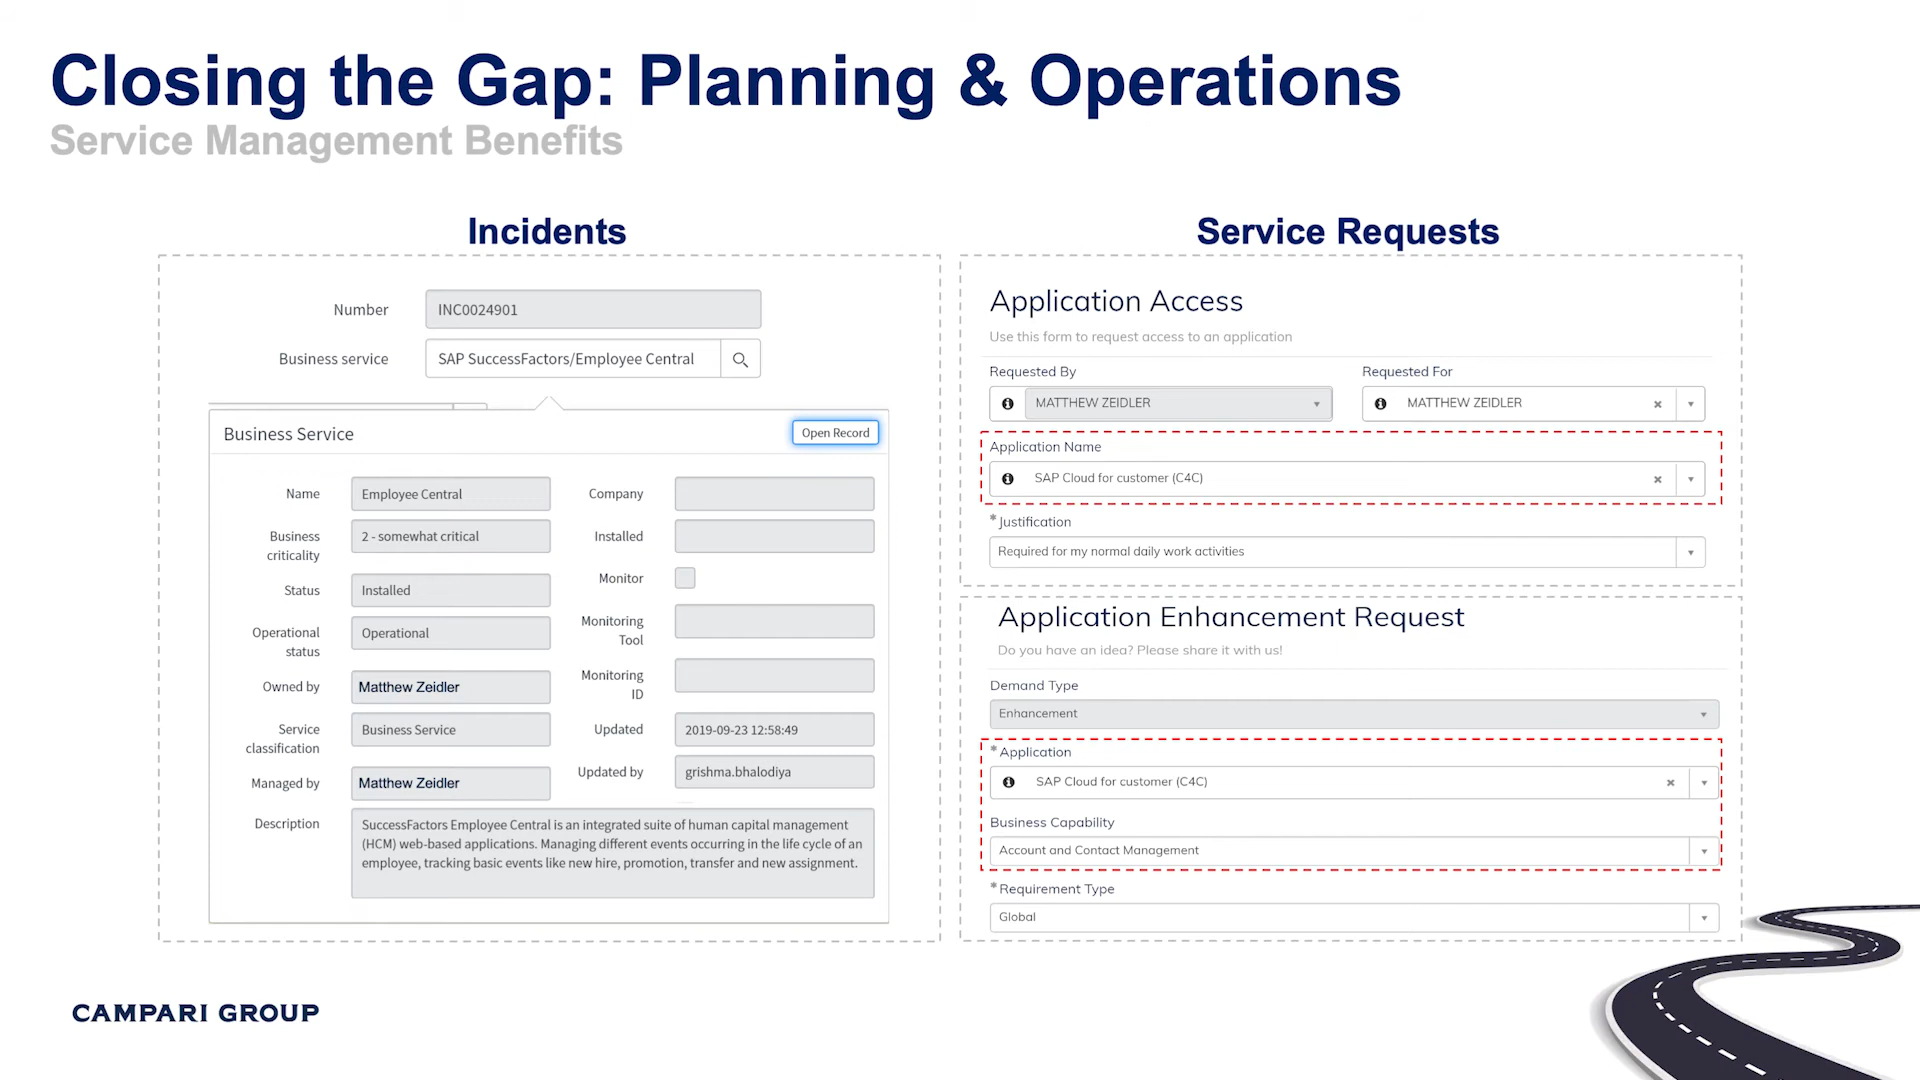 Closing the Gap: Planning & Operations
Service Management Benefits
Incidents
Number
INC0024901
Business service
SAP SuccessFactors/Employee Central
Business Service
Open Record
Name
Employee Central
Business
criticality
2 - somewhat critical
Status
Installed
Operational
status
Operational
Owned by
Matthew Zeidler
Service
classification
Business Service
Managed by
Matthew Zeidler
Company
Installed
Monitor
Monitoring
Tool
Monitoring
ID
Updated
2019-09-23 12:58:49
Updated by
grishma.bhalodiya
Description
SuccessFactors Employee Central is an integrated suite of human capital management
(HCM) web-based applications. Managing different events occurring in the life cycle of an
employee, tracking basic events like new hire, promotion, transfer and new assignment.
Service Requests
Application Access
Use this form to request access to an application
Requested By
MATTHEW ZEIDLER
Requested For
MATTHEW ZEIDLER
Application Name
SAP Cloud for customer (C4C)
*Justification
Required for my normal daily work activities
Application Enhancement Request
Do you have an idea? Please share it with us!
Demand Type
Enhancement
*Application
SAP Cloud for customer (C4C)
Business Capability
Account and Contact Management
*Requirement Type
Global
CAMPARI GROUP